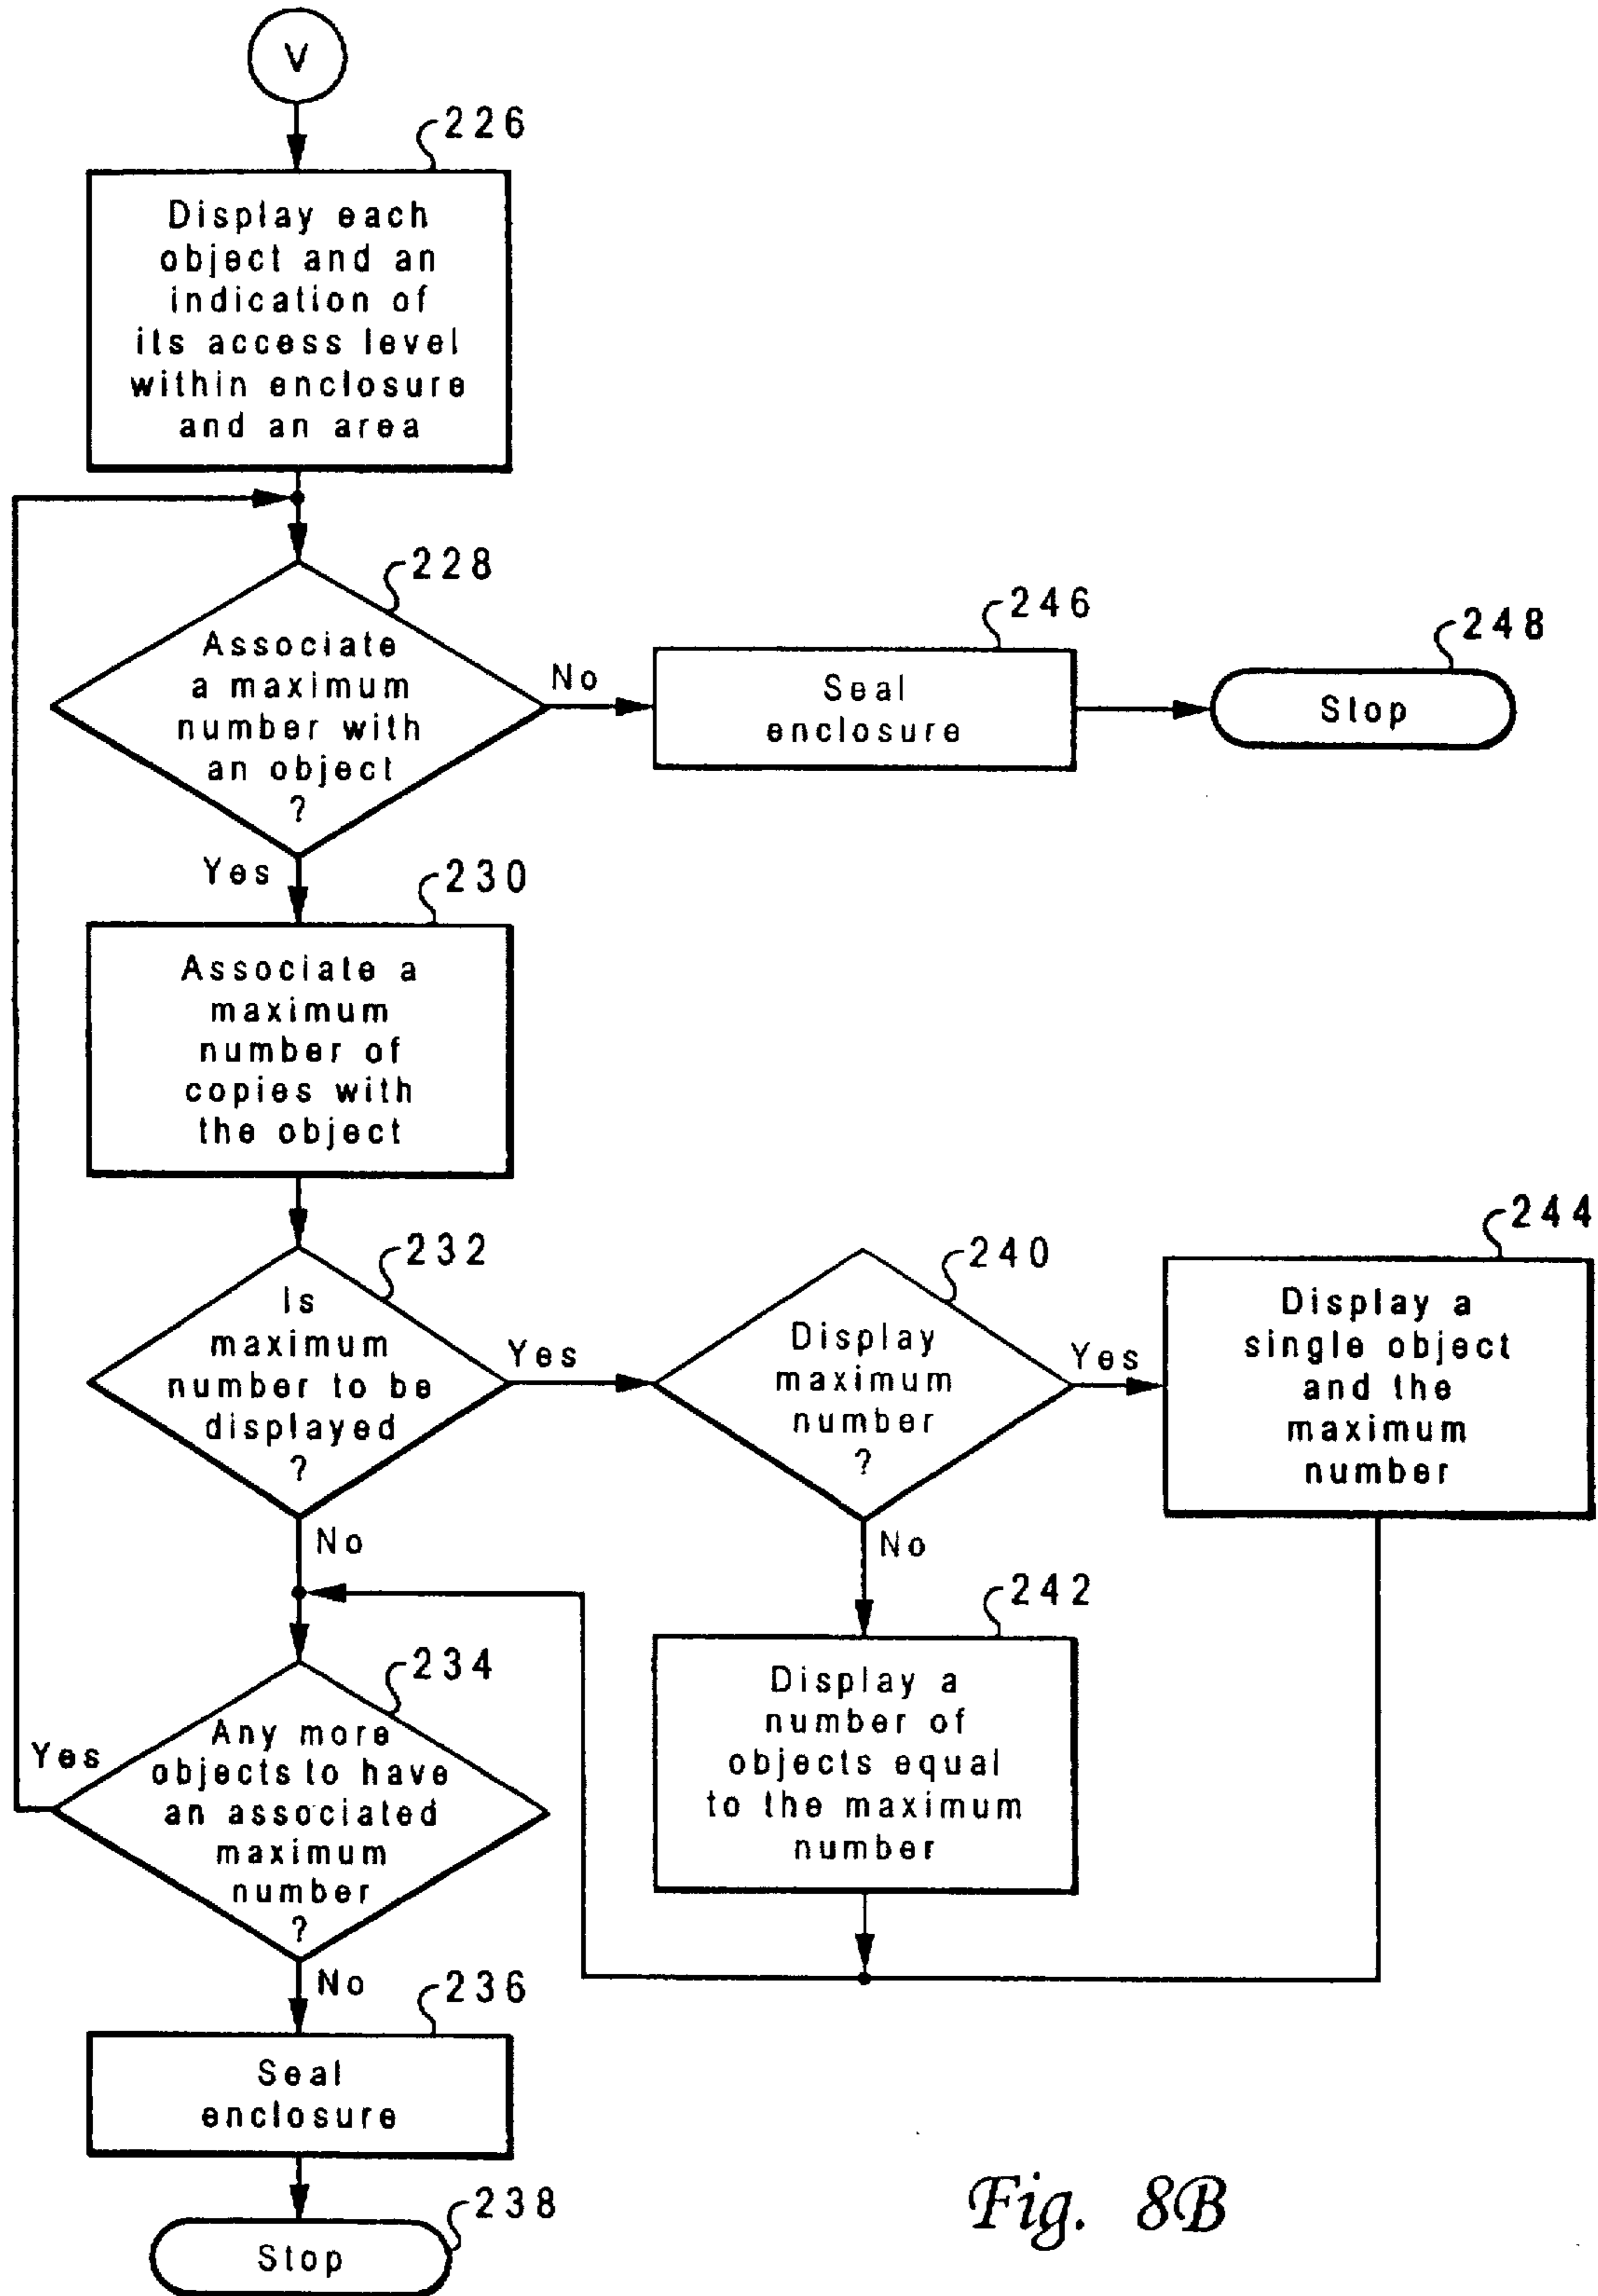 V
226
Display each
object and an
indication of
its access level
within enclosure
and an area
228
Associate
a maximum
number with
an object
?
No
246
Seal
enclosure
248
Stop
Yes
230
Associate a
maximum
number of
copies with
the object
232
Is
maximum
number to be
displayed
?
Yes
240
Display
maximum
number
?
Yes
244
Display a
single object
and the
maximum
number
No
No
242
Display a
number of
objects equal
to the maximum
number
234
Any more
objects to have
an associated
maximum
number
?
Yes
No
236
Seal
enclosure
238
Stop
Fig. 8B